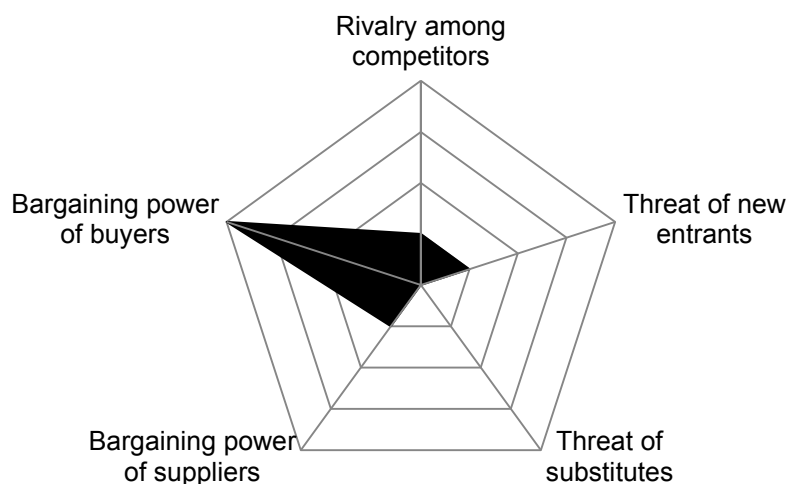 Rivalry among
competitors
Threat of new
entrants
Threat of
substitutes
Bargaining power
of suppliers
Bargaining power
of buyers